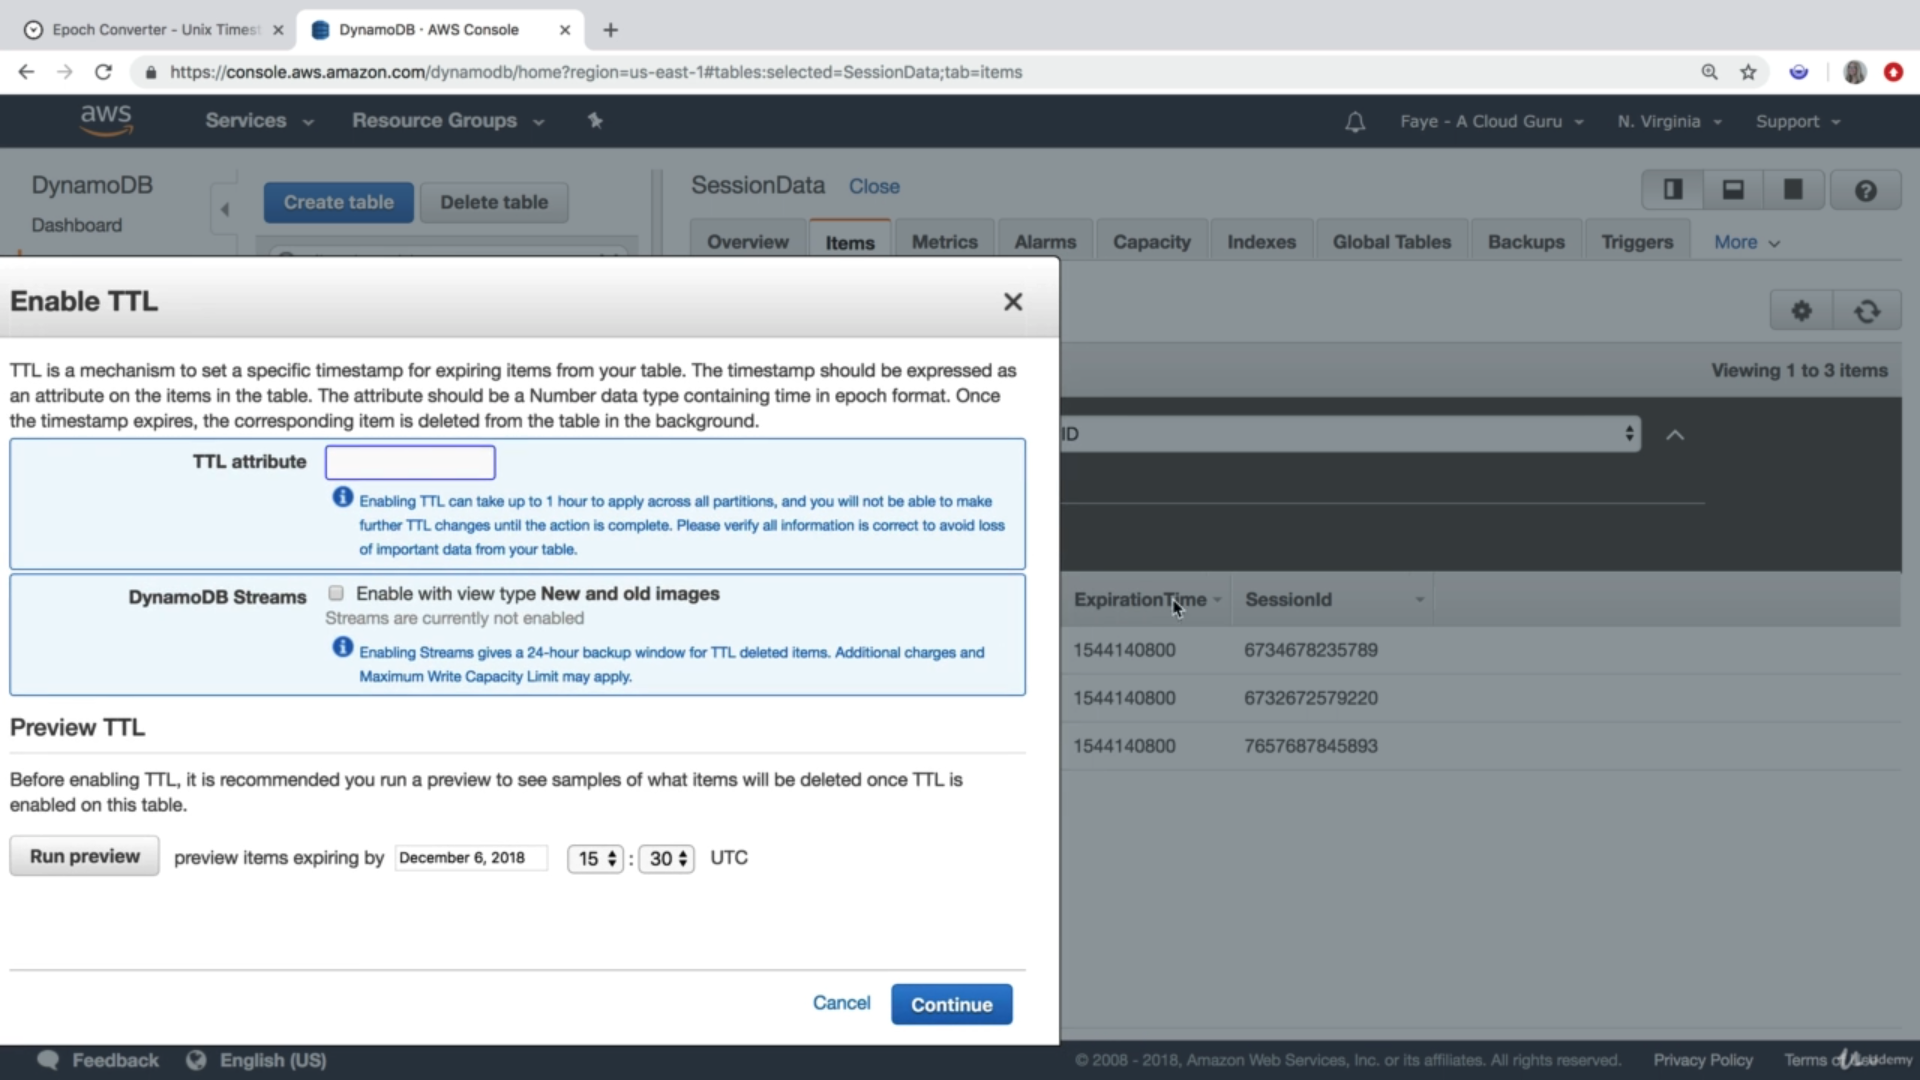 Epoch Converter - Unix Timest
DynamoDB · AWS Console
https://console.aws.amazon.com/dynamodb/home?region=us-east-1#tables:selected=SessionData;tab=items
aws
Services
Resource Groups
Faye - A Cloud Guru
N. Virginia
Support
DynamoDB
Dashboard
Create table
Delete table
SessionData
Close
Overview
Items
Metrics
Alarms
Capacity
Indexes
Global Tables
Backups
Triggers
More
Enable TTL
Viewing 1 to 3 items
TTL is a mechanism to set a specific timestamp for expiring items from your table. The timestamp should be expressed as
an attribute on the items in the table. The attribute should be a Number data type containing time in epoch format. Once
the timestamp expires, the corresponding item is deleted from the table in the background.
ID
TTL attribute
Enabling TTL can take up to 1 hour to apply across all partitions, and you will not be able to make
further TTL changes until the action is complete. Please verify all information is correct to avoid loss
of important data from your table.
DynamoDB Streams
Enable with view type New and old images
Streams are currently not enabled
Enabling Streams gives a 24-hour backup window for TTL deleted items. Additional charges and
Maximum Write Capacity Limit may apply.
ExpirationTime
SessionId
1544140800 6734678235789
1544140800 6732672579220
1544140800 7657687845893
Preview TTL
Before enabling TTL, it is recommended you run a preview to see samples of what items will be deleted once TTL is
enabled on this table.
Run preview
preview items expiring by
December 6, 2018
15 : 30 UTC
Cancel
Continue
Feedback
English (US)
© 2008 - 2018, Amazon Web Services, Inc. or its affiliates. All rights reserved.
Privacy Policy
Terms of